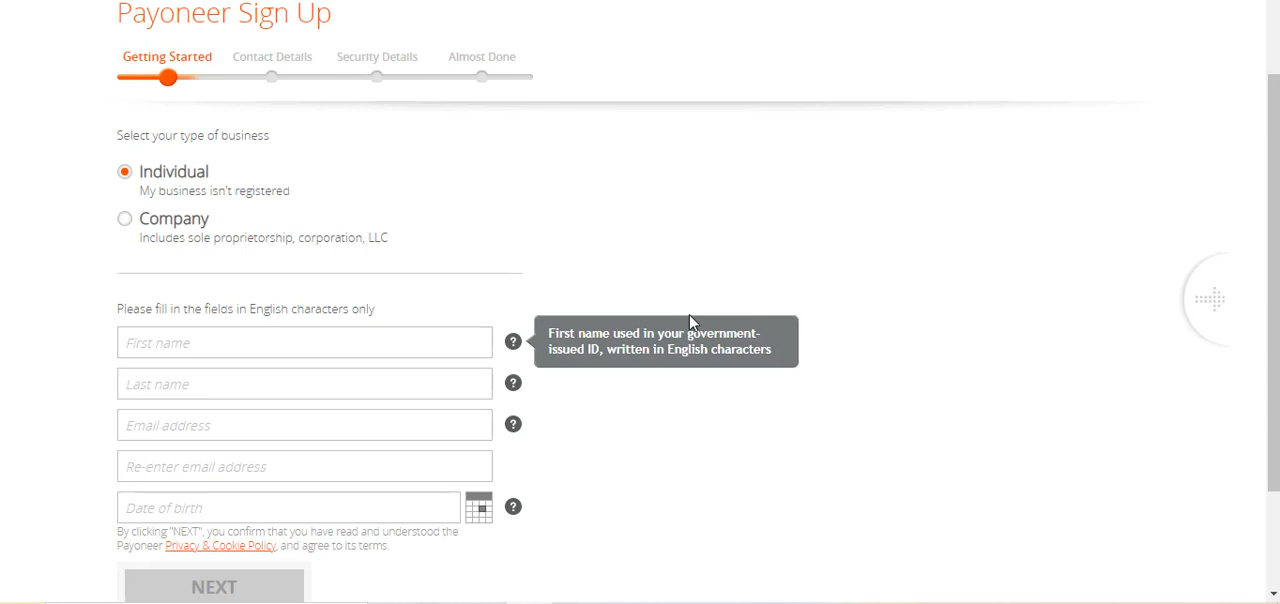 Payoneer Sign Up
Getting Started Contact Details Security Details Almost Done
Select your type of business
Individual
My business isn't registered
Company
Includes sole proprietorship, corporation, LLC
Please fill in the fields in English characters only
First name
?
First name used in your government-
issued ID, written in English characters
Last name
?
Email address
?
Re-enter email address
Date of birth
?
By clicking "NEXT", you confirm that you have read and understood the
Payoneer Privacy & Cookie Policy, and agree to its terms.
NEXT